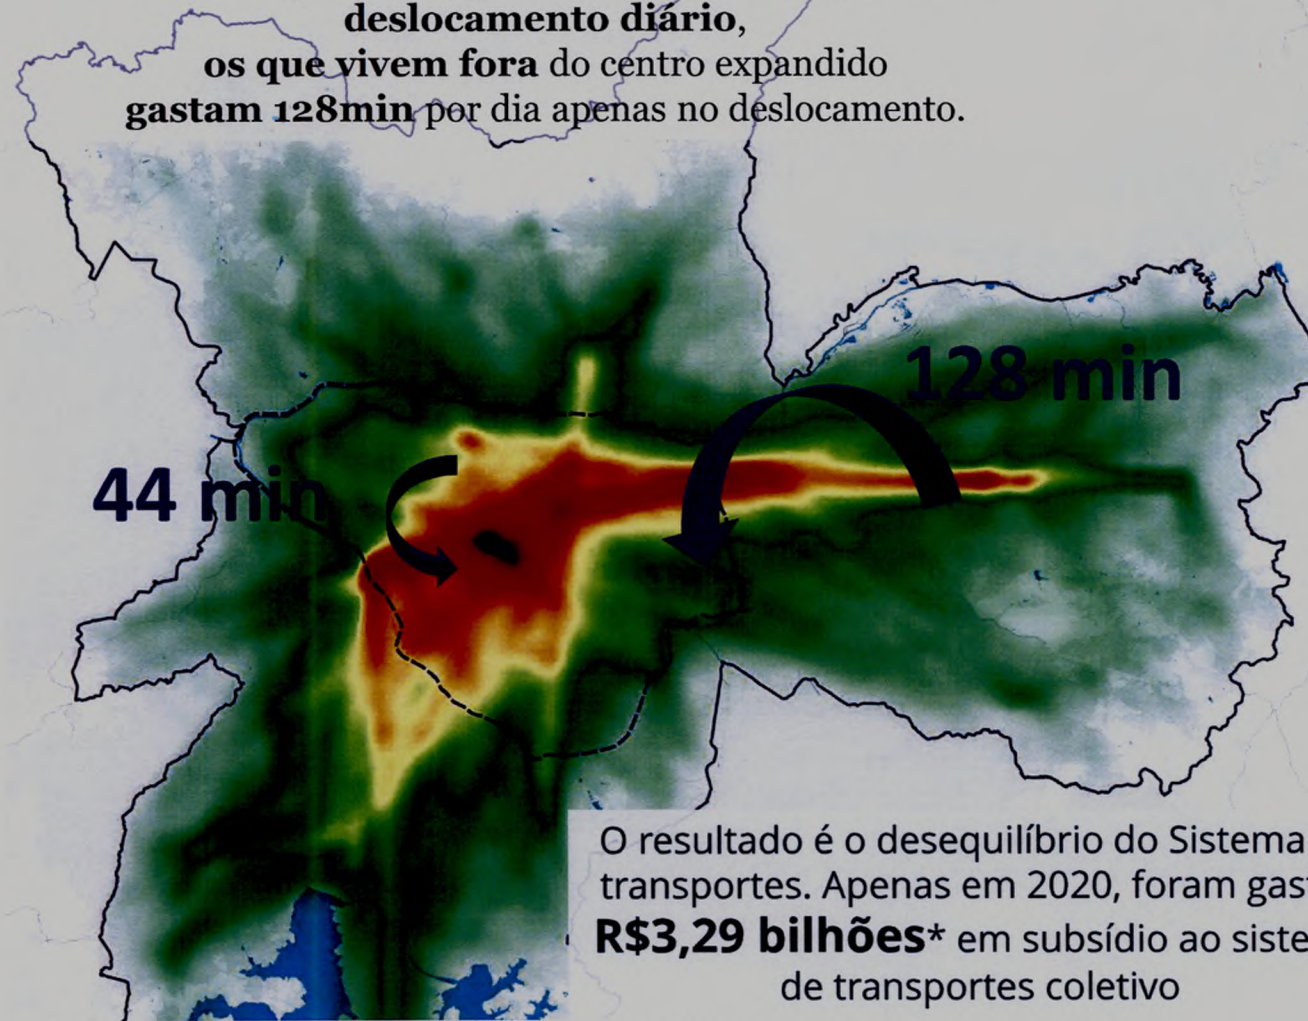 deslocamento diário,
os que vivem fora do centro expandido
gastam 128min por dia apenas no deslocamento.
128 min
44 min
O resultado é o desequilíbrio do Sistema
transportes. Apenas em 2020, foram gas
R$3,29 bilhões* em subsídio ao siste
de transportes coletivo